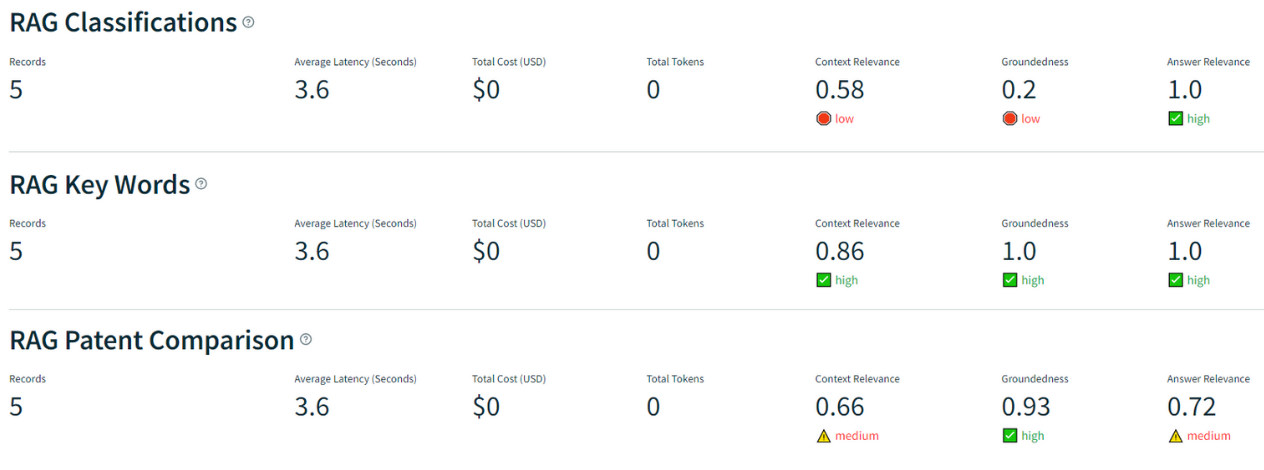 RAG Classifications
Records Average Latency (Seconds) Total Cost (USD) Total Tokens Context Relevance Groundedness Answer Relevance
5 3.6 $0 0 0.58 0.2 1.0
low low high
RAG Key Words
Records Average Latency (Seconds) Total Cost (USD) Total Tokens Context Relevance Groundedness Answer Relevance
5 3.6 $0 0 0.86 1.0 1.0
high high high
RAG Patent Comparison
Records Average Latency (Seconds) Total Cost (USD) Total Tokens Context Relevance Groundedness Answer Relevance
5 3.6 $0 0 0.66 0.93 0.72
medium high medium